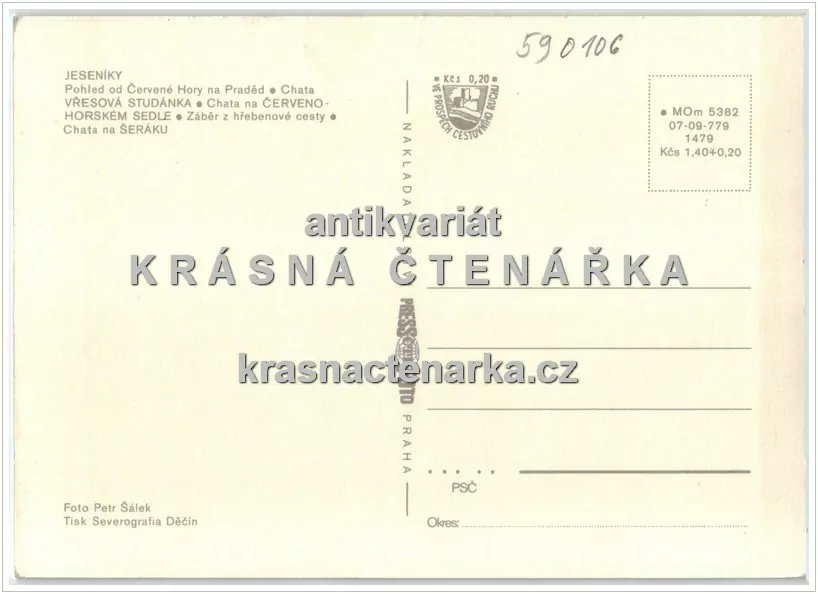 590106
JESENÍKY
Pohled od Červené Hory na Praděd ● Chata
VŘESOVÁ STUDÁNKA ● Chata na ČERVENO-
HORSKÉM SEDLE ● Záběr z hřebenové cesty ●
Chata na ŠERÁKU
Kčs 0,20
VE PROSPĚCH CESTOVNÍHO RUCHU
● MOm 5382
07-09-779
1479
Kčs 1,40+0,20
antikvariát
KRÁSNÁ ČTENÁŘKA
krasnactenarka.cz
PRAHA
PSČ
Okres:
Foto Petr Šálek
Tisk Severografia Děčín